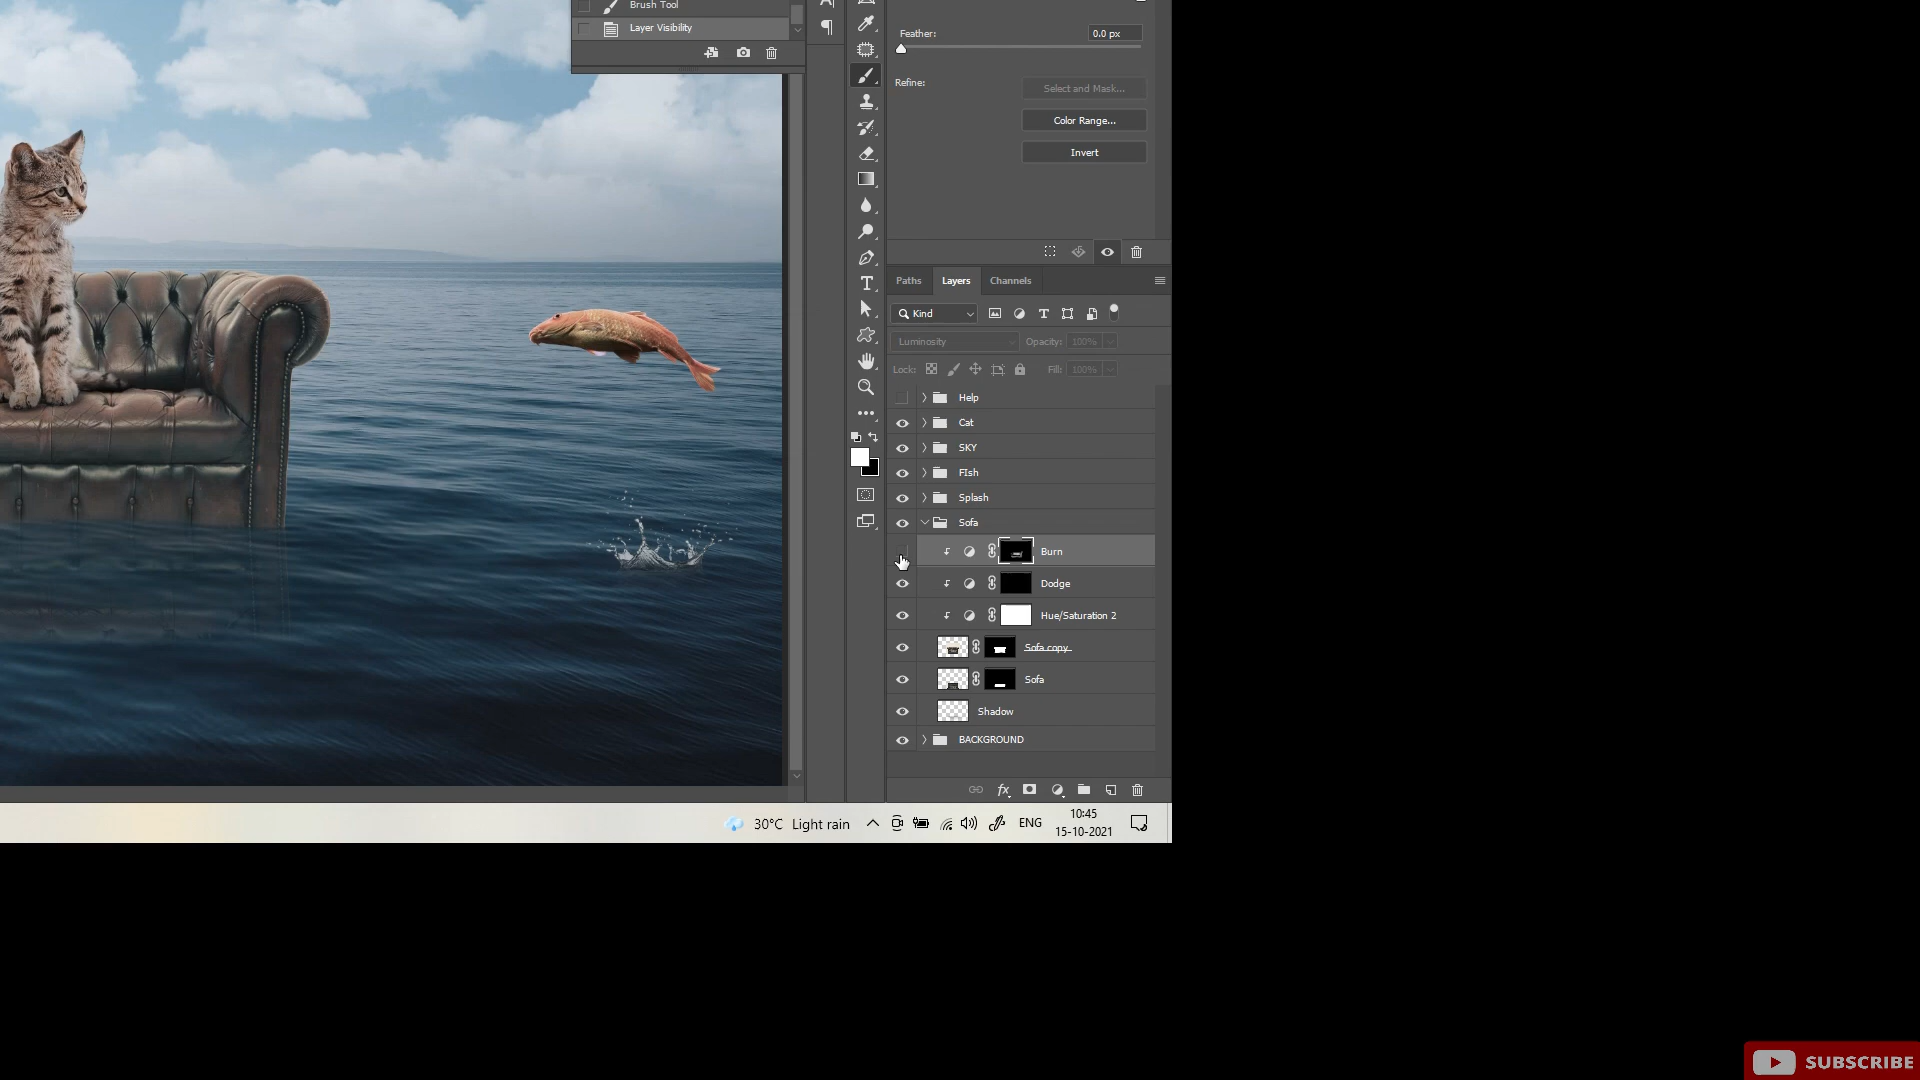 Brush Tool
Layer Visibility
Feather:
0.0 px
Refine:
Select and Mask...
Color Range...
Invert
Paths
Layers
Channels
Kind
Luminosity
Opacity:
100%
Lock:
Fill:
100%
Help
Cat
SKY
FIsh
Splash
Sofa
Burn
Dodge
Hue/Saturation 2
Sofa copy
Sofa
Shadow
BACKGROUND
fx
30°C Light rain
ENG
10:45
15-10-2021
SUBSCRIBE